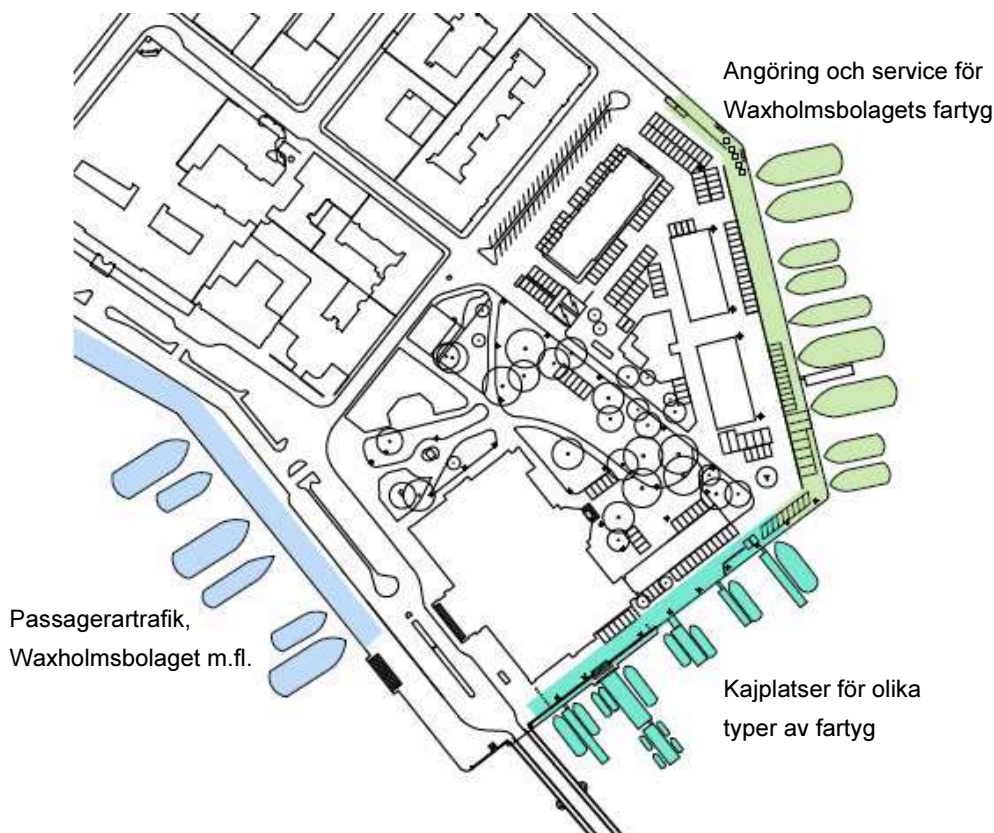 Angöring och service för
Waxholmsbolagets fartyg
Passagerartrafik,
Waxholmsbolaget m.fl.
Kajplatser för olika
typer av fartyg